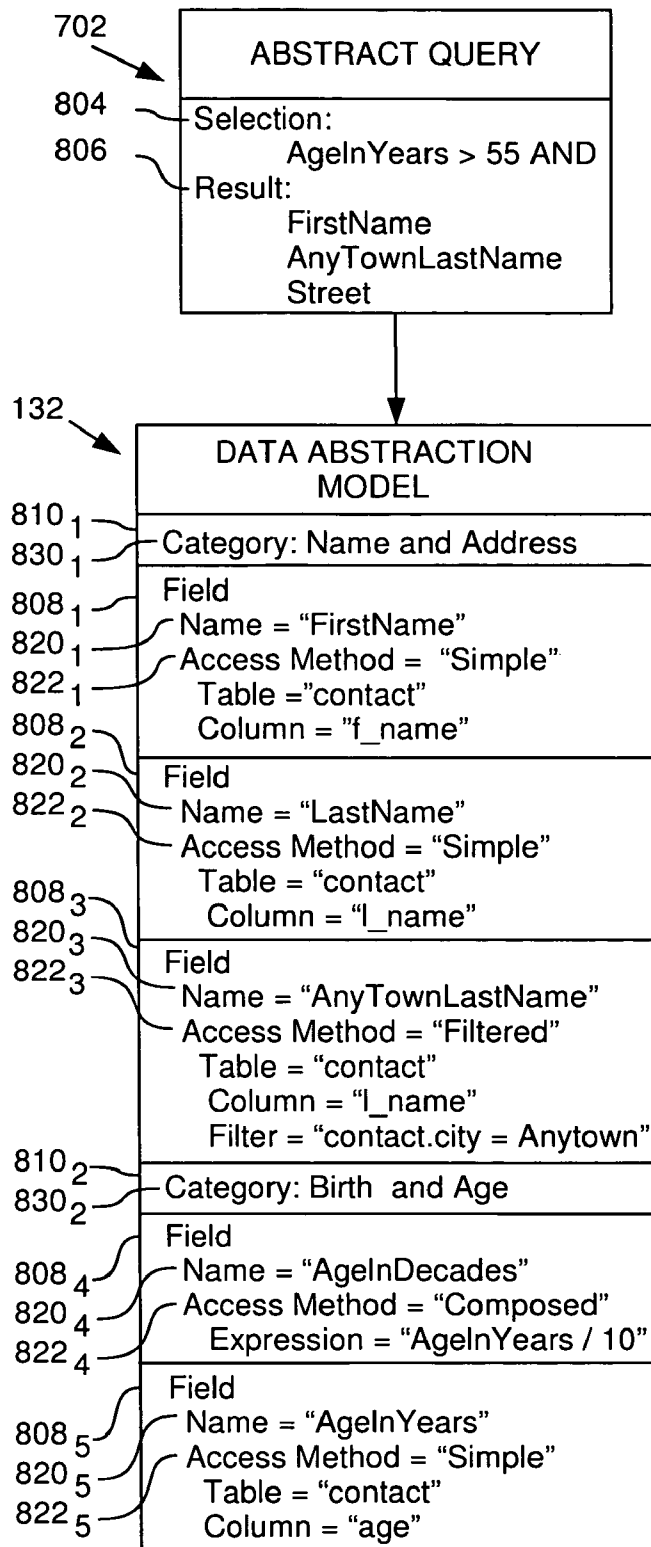 702
ABSTRACT QUERY
804
Selection:
AgeInYears > 55 AND
806
Result:
FirstName
AnyTownLastName
Street
132
DATA ABSTRACTION
MODEL
810 1
830 1
Category: Name and Address
808 1
Field
820 1
Name = “FirstName”
822 1
Access Method = “Simple”
Table =”contact”
Column = “f_name”
808 2
Field
820 2
Name = “LastName”
822 2
Access Method = “Simple”
Table = “contact”
Column = “l_name”
808 3
Field
820 3
Name = “AnyTownLastName”
822 3
Access Method = “Filtered”
Table = “contact”
Column = “l_name”
Filter = “contact.city = Anytown”
810 2
830 2
Category: Birth and Age
808 4
Field
820 4
Name = “AgeInDecades”
822 4
Access Method = “Composed”
Expression = “AgeInYears / 10”
808 5
Field
820 5
Name = “AgeInYears”
822 5
Access Method = “Simple”
Table = “contact”
Column = “age”